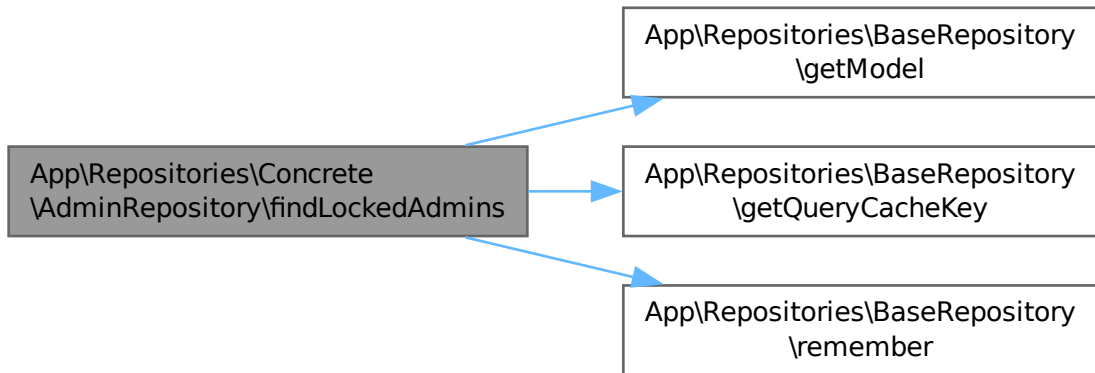 App\Repositories\BaseRepository
\getModel
App\Repositories\Concrete
\AdminRepository\findLockedAdmins
App\Repositories\BaseRepository
\getQueryCacheKey
App\Repositories\BaseRepository
\remember